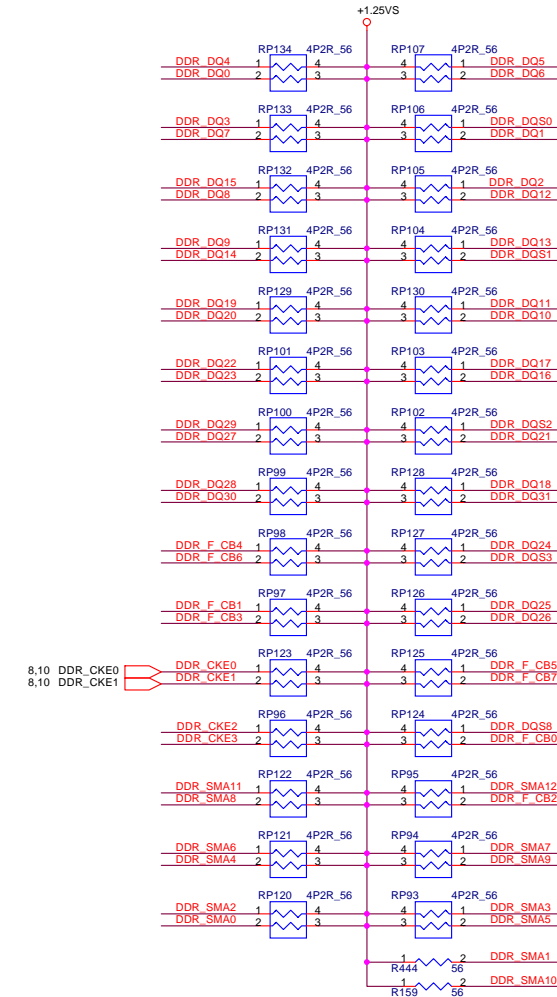 +1.25VS
RP134 4P2R_56 RP107 4P2R_56
DDR_DQ4 1 4 4 1 DDR_DQ5
DDR_DQ0 2 3 3 2 DDR_DQ6
RP133 4P2R_56 RP106 4P2R_56
DDR_DQ3 1 4 4 1 DDR_DQS0
DDR_DQ7 2 3 3 2 DDR_DQ1
RP132 4P2R_56 RP105 4P2R_56
DDR_DQ15 1 4 4 1 DDR_DQ2
DDR_DQ8 2 3 3 2 DDR_DQ12
RP131 4P2R_56 RP104 4P2R_56
DDR_DQ9 1 4 4 1 DDR_DQ13
DDR_DQ14 2 3 3 2 DDR_DQS1
RP129 4P2R_56 RP130 4P2R_56
DDR_DQ19 1 4 4 1 DDR_DQ11
DDR_DQ20 2 3 3 2 DDR_DQ10
RP101 4P2R_56 RP103 4P2R_56
DDR_DQ22 1 4 4 1 DDR_DQ17
DDR_DQ23 2 3 3 2 DDR_DQ16
RP100 4P2R_56 RP102 4P2R_56
DDR_DQ29 1 4 4 1 DDR_DQS2
DDR_DQ27 2 3 3 2 DDR_DQ21
RP99 4P2R_56 RP128 4P2R_56
DDR_DQ28 1 4 4 1 DDR_DQ18
DDR_DQ30 2 3 3 2 DDR_DQ31
RP98 4P2R_56 RP127 4P2R_56
DDR_F_CB4 1 4 4 1 DDR_DQ24
DDR_F_CB6 2 3 3 2 DDR_DQS3
RP97 4P2R_56 RP126 4P2R_56
DDR_F_CB1 1 4 4 1 DDR_DQ25
DDR_F_CB3 2 3 3 2 DDR_DQ26
RP123 4P2R_56 RP125 4P2R_56
8,10 DDR_CKE0 DDR_CKE0 1 4 4 1 DDR_F_CB5
8,10 DDR_CKE1 DDR_CKE1 2 3 3 2 DDR_F_CB7
RP96 4P2R_56 RP124 4P2R_56
DDR_CKE2 1 4 4 1 DDR_DQS8
DDR_CKE3 2 3 3 2 DDR_F_CB0
RP122 4P2R_56 RP95 4P2R_56
DDR_SMA11 1 4 4 1 DDR_SMA12
DDR_SMA8 2 3 3 2 DDR_F_CB2
RP121 4P2R_56 RP94 4P2R_56
DDR_SMA6 1 4 4 1 DDR_SMA7
DDR_SMA4 2 3 3 2 DDR_SMA9
RP120 4P2R_56 RP93 4P2R_56
DDR_SMA2 1 4 4 1 DDR_SMA3
DDR_SMA0 2 3 3 2 DDR_SMA5
1 2 DDR_SMA1
R444 56
1 2 DDR_SMA10
R159 56